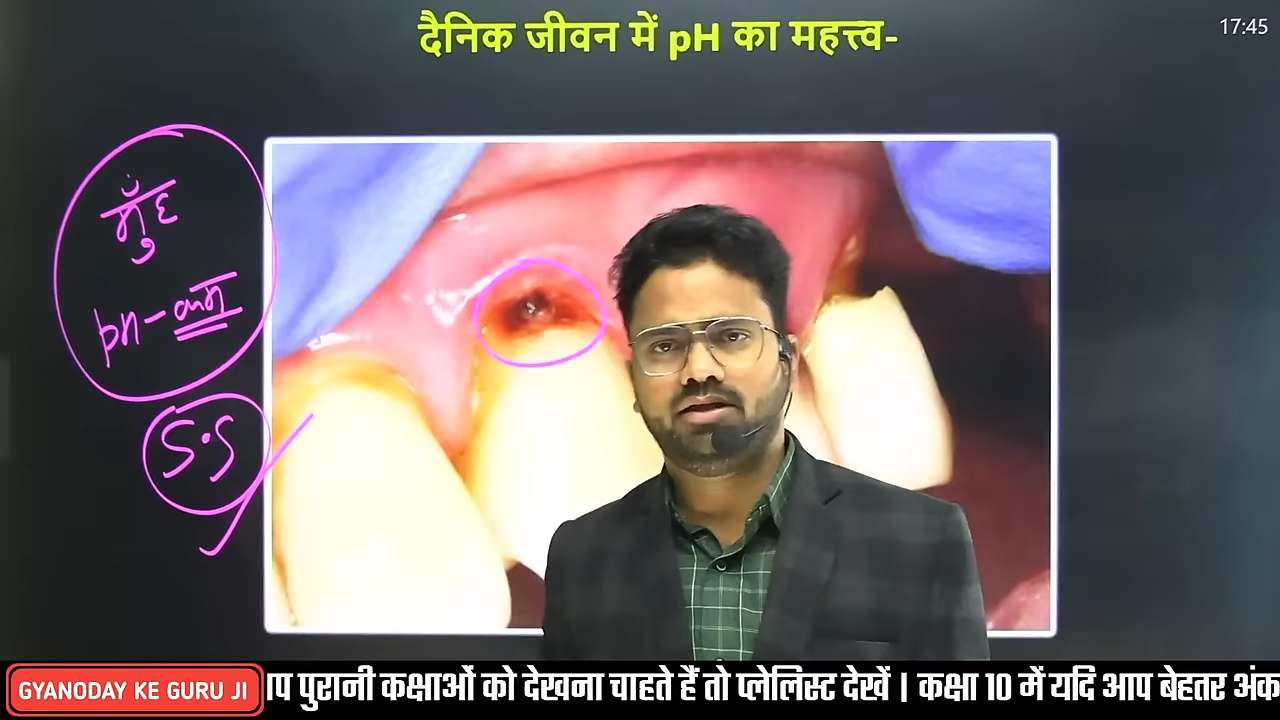 दैनिक जीवन में pH का महत्त्व-
17:45
मुँह
pH-कम
5.5
GYANODAY KE GURU JI
ाप पुरानी कक्षाओं को देखना चाहते हैं तो प्लेलिस्ट देखें | कक्षा 10 में यदि आप बेहतर अंक